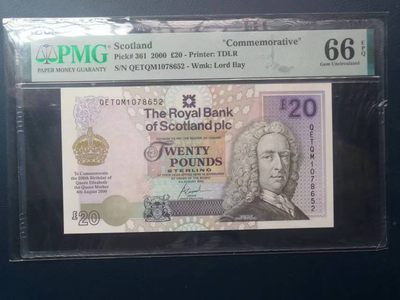 PMG
PAPER MONEY GUARANTY
Scotland "Commemorative"
Pick# 361 2000 £20 - Printer: TDLR
S/N QETQM1078652 - Wmk: Lord Ilay
66 EPQ
Gem Uncirculated
QETQM1078652
The Royal Bank
of Scotland plc
£20
TWENTY
POUNDS
STERLING
To Commemorate
the 100th Birthday of
Queen Elizabeth
the Queen Mother
4th August 2000
£20
QETQM1078652